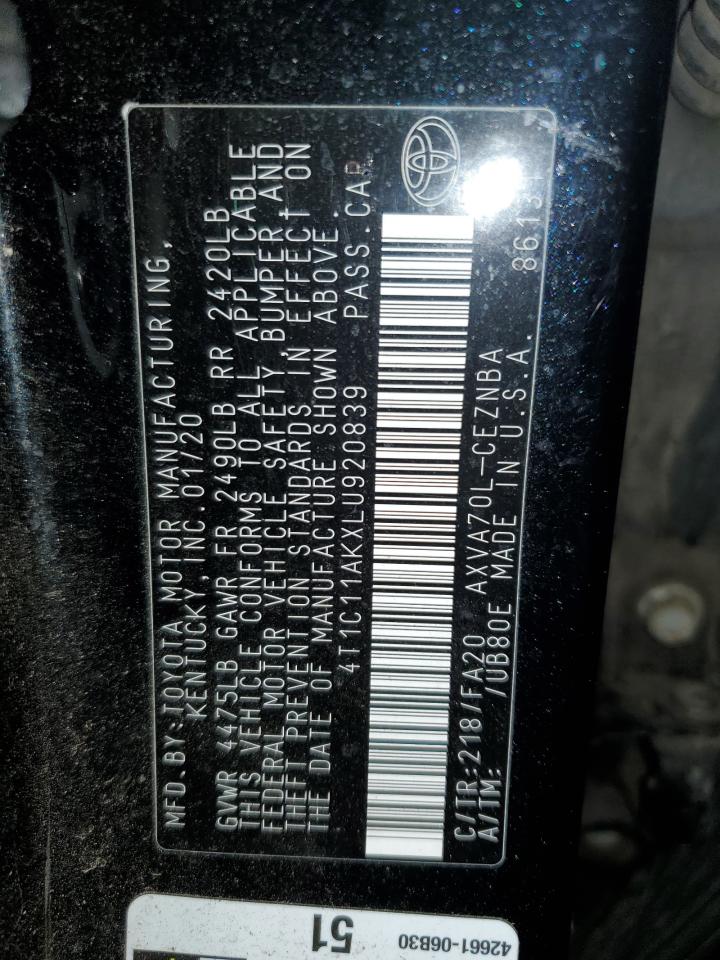 MFD.BY:TOYOTA MOTOR MANUFACTURING,
KENTUCKY, INC.01/20
GVWR 4475LB GAWR FR 2490LB RR 2420LB
THIS VEHICLE CONFORMS TO ALL APPLICABLE
FEDERAL MOTOR VEHICLE SAFETY, BUMPER, AND
THEFT PREVENTION STANDARDS IN EFFECT ON
THE DATE OF MANUFACTURE SHOWN ABOVE.
4T1C11AKXLU920839 PASS.CAR
C/TR:218/FA20 AXVA70L-CEZNBA
A/TM: /UB80E MADE IN U.S.A.
51
42661-06B30